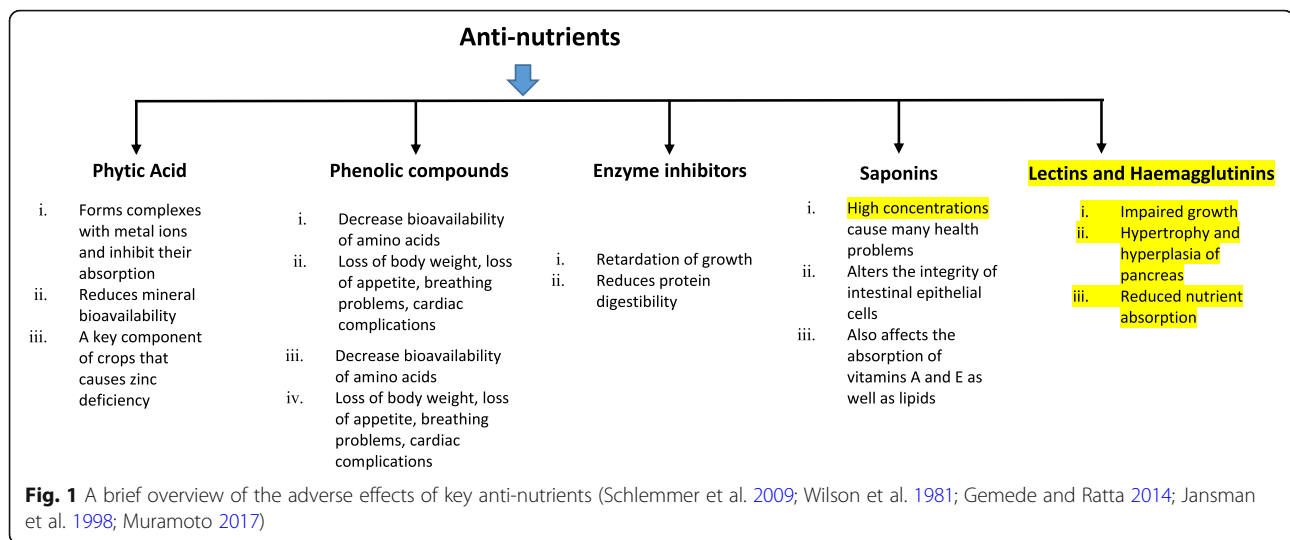 Anti-nutrients
Phytic Acid
i. Forms complexes
with metal ions
and inhibit their
absorption
ii. Reduces mineral
bioavailability
iii. A key component
of crops that
causes zinc
deficiency
Phenolic compounds
i. Decrease bioavailability
of amino acids
ii. Loss of body weight, loss
of appetite, breathing
problems, cardiac
complications
iii. Decrease bioavailability
of amino acids
iv. Loss of body weight, loss
of appetite, breathing
problems, cardiac
complications
Enzyme inhibitors
i. Retardation of growth
ii. Reduces protein
digestibility
Saponins
i. High concentrations
cause many health
problems
ii. Alters the integrity of
intestinal epithelial
cells
iii. Also affects the
absorption of
vitamins A and E as
well as lipids
Lectins and Haemagglutinins
i. Impaired growth
ii. Hypertrophy and
hyperplasia of
pancreas
iii. Reduced nutrient
absorption
Fig. 1 A brief overview of the adverse effects of key anti-nutrients (Schlemmer et al. 2009; Wilson et al. 1981; Gemede and Ratta 2014; Jansman
et al. 1998; Muramoto 2017)